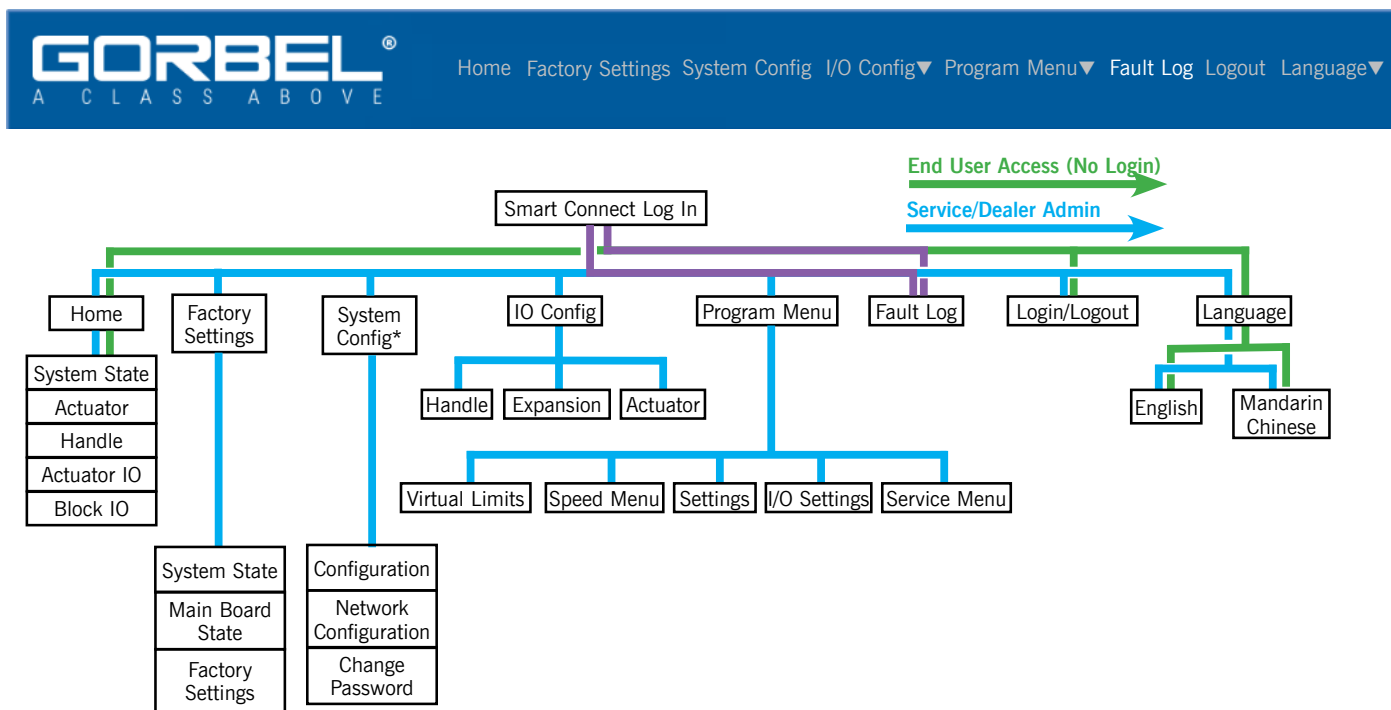 GORBEL®
A CLASS ABOVE
Home Factory Settings System Config I/O Config▼ Program Menu▼ Fault Log Logout Language▼
End User Access (No Login)
Service/Dealer Admin
Smart Connect Log In
Home
Factory
Settings
System
Config*
IO Config
Program Menu
Fault Log
Login/Logout
Language
System State
Actuator
Handle
Actuator IO
Block IO
Handle
Expansion
Actuator
English
Mandarin
Chinese
Virtual Limits
Speed Menu
Settings
I/O Settings
Service Menu
System State
Main Board
State
Factory
Settings
Configuration
Network
Configuration
Change
Password